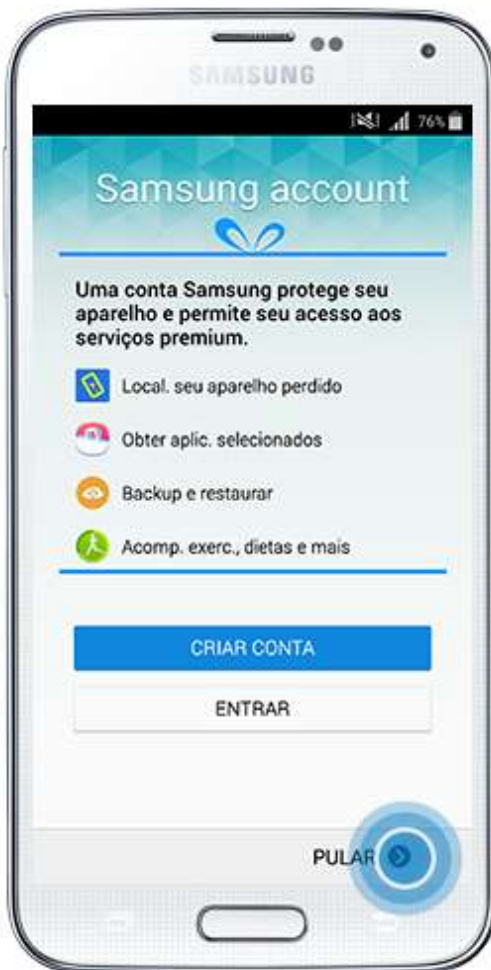 SAMSUNG
76%
Samsung account
Uma conta Samsung protege seu
aparelho e permite seu acesso aos
serviços premium.
Local. seu aparelho perdido
Obter aplic. selecionados
Backup e restaurar
Acomp. exerc., dietas e mais
CRIAR CONTA
ENTRAR
PULAR